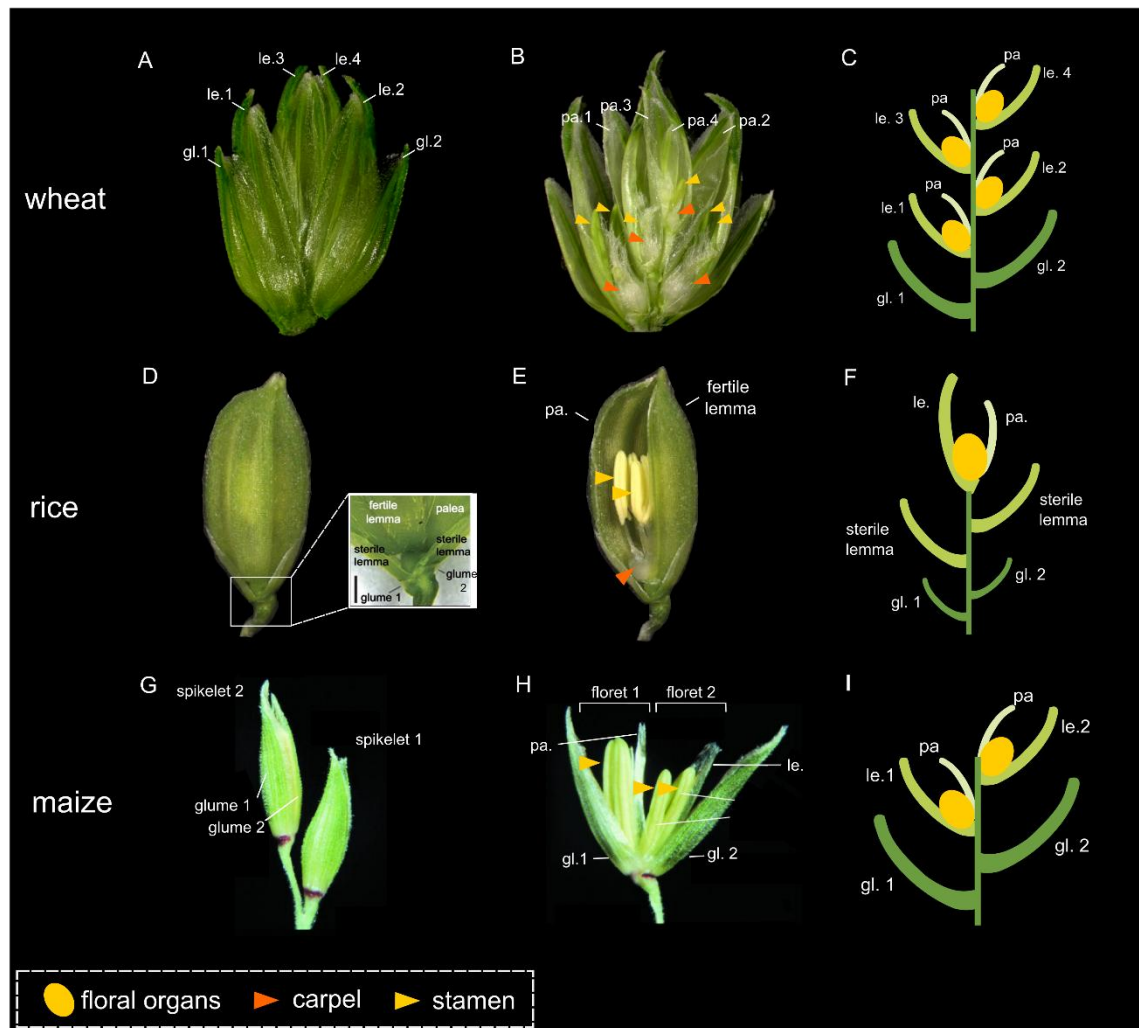 A
le.3
le.4
le.1
le.2
gl.1
gl.2
B
pa.3
pa.1
pa.4
pa.2
C
pa
le. 4
le. 3
pa
pa
le.2
pa
le.1
gl. 2
gl. 1
wheat
D
fertile
lemma
palea
sterile
lemma
sterile
lemma
glume
2
glume 1
E
fertile
lemma
pa.
F
le.
pa.
sterile
lemma
sterile
lemma
gl. 2
gl. 1
rice
G
spikelet 2
spikelet 1
glume 1
glume 2
H
floret 1
floret 2
pa.
le.
gl.1
gl. 2
I
pa
le.2
pa
le.1
gl. 2
gl. 1
maize
floral organs
carpel
stamen